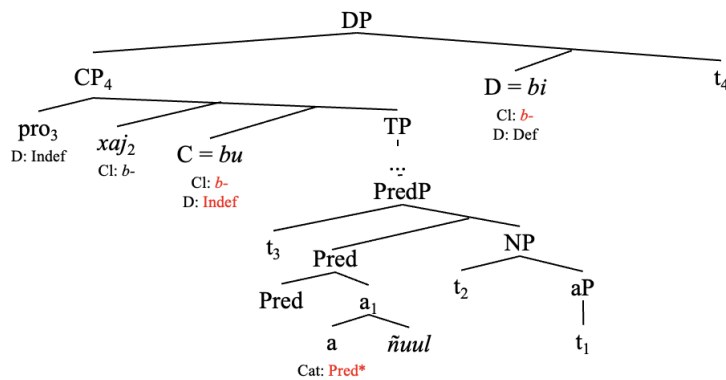 DP
CP₄
D = bi
t₄
Cl: b-
D: Def
pro₃
D: Indef
xaj₂
Cl: b-
C = bu
Cl: b-
D: Indef
TP
...
PredP
t₃
Pred
NP
Pred
a₁
t₂
aP
a
ñuul
t₁
Cat: Pred*